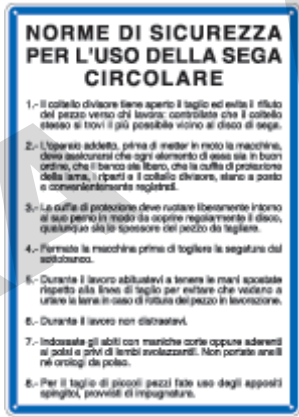 NORME DI SICUREZZA
PER L'USO DELLA SEGA
CIRCOLARE
1.- Il coltello divisore tiene aperto il taglio ed evita il rifiuto
del pezzo verso chi lavora: controllate che il coltello
stesso si trovi il più possibile vicino al disco di sega.
2.- L'operaio addetto, prima di metter in moto la macchina,
deve assicurarsi che ogni elemento di essa sia in buon
ordine, che il banco sia libero, che la cuffia di protezione
della lama, i riparti e il coltello divisore, siano a posto
e convenientemente registrati.
3.- La cuffia di protezione deve ruotare liberamente intorno
al suo perno in modo da coprire regolarmente il disco,
qualunque sia lo spessore del pezzo da tagliare.
4.- Fermate la macchina prima di togliere la segatura dal
sottobanco.
5.- Durante il lavoro abituatevi a tenere le mani spostate
rispetto alla linea di taglio per evitare che vadano a
urtare la lama in caso di rottura del pezzo in lavorazione.
6.- Durante il lavoro non distraetevi.
7.- Indossate gli abiti con maniche corte oppure aderenti
ai polsi e privi di lembi svolazzanti. Non portate anelli
né orologi da polso.
8.- Per il taglio di piccoli pezzi fate uso degli appositi
spingitoi, provvisti di impugnature.